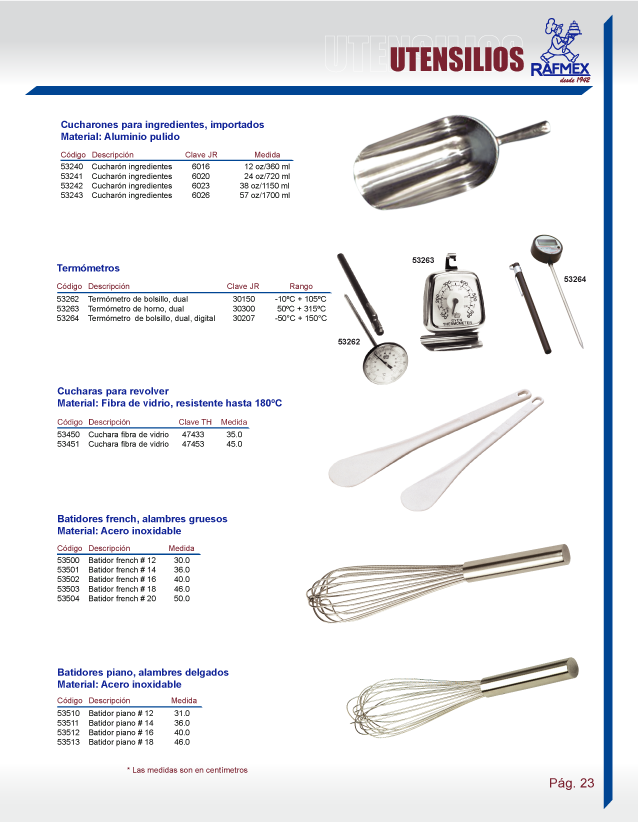 UTENSILIOS
RAFMEX
desde 1942
Cucharones para ingredientes, importados
Material: Aluminio pulido
Código Descripción Clave JR Medida
53240 Cucharón ingredientes 6016 12 oz/360 ml
53241 Cucharón ingredientes 6020 24 oz/720 ml
53242 Cucharón ingredientes 6023 38 oz/1150 ml
53243 Cucharón ingredientes 6026 57 oz/1700 ml
Termómetros
Código Descripción Clave JR Rango
53262 Termómetro de bolsillo, dual 30150 -10ºC + 105ºC
53263 Termómetro de horno, dual 30300 50ºC + 315ºC
53264 Termómetro de bolsillo, dual, digital 30207 -50°C + 150°C
53263
53264
53262
OVEN
THERMOMETER
Cucharas para revolver
Material: Fibra de vidrio, resistente hasta 180ºC
Código Descripción Clave TH Medida
53450 Cuchara fibra de vidrio 47433 35.0
53451 Cuchara fibra de vidrio 47453 45.0
Batidores french, alambres gruesos
Material: Acero inoxidable
Código Descripción Medida
53500 Batidor french # 12 30.0
53501 Batidor french # 14 36.0
53502 Batidor french # 16 40.0
53503 Batidor french # 18 46.0
53504 Batidor french # 20 50.0
Batidores piano, alambres delgados
Material: Acero inoxidable
Código Descripción Medida
53510 Batidor piano # 12 31.0
53511 Batidor piano # 14 36.0
53512 Batidor piano # 16 40.0
53513 Batidor piano # 18 46.0
* Las medidas son en centímetros
Pág. 23